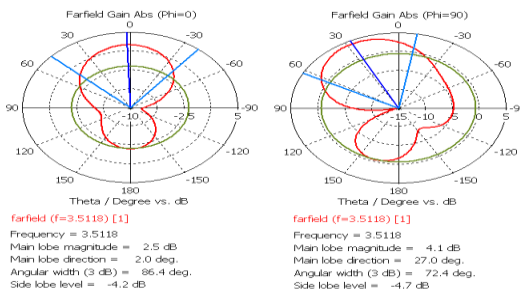 Farfield Gain Abs (Phi=0)
0
30 -30
60 -60
90 -10 -2.5 5 -90
120 -120
150 -150
180
Theta / Degree vs. dB
farfield (f=3.5118) [1]
Frequency = 3.5118
Main lobe magnitude = 2.5 dB
Main lobe direction = 2.0 deg.
Angular width (3 dB) = 86.4 deg.
Side lobe level = -4.2 dB
Farfield Gain Abs (Phi=90)
0
30 -30
60 -60
90 -15 -10 -5 0 5 -90
120 -120
150 -150
180
Theta / Degree vs. dB
farfield (f=3.5118) [1]
Frequency = 3.5118
Main lobe magnitude = 4.1 dB
Main lobe direction = 27.0 deg.
Angular width (3 dB) = 72.4 deg.
Side lobe level = -4.7 dB